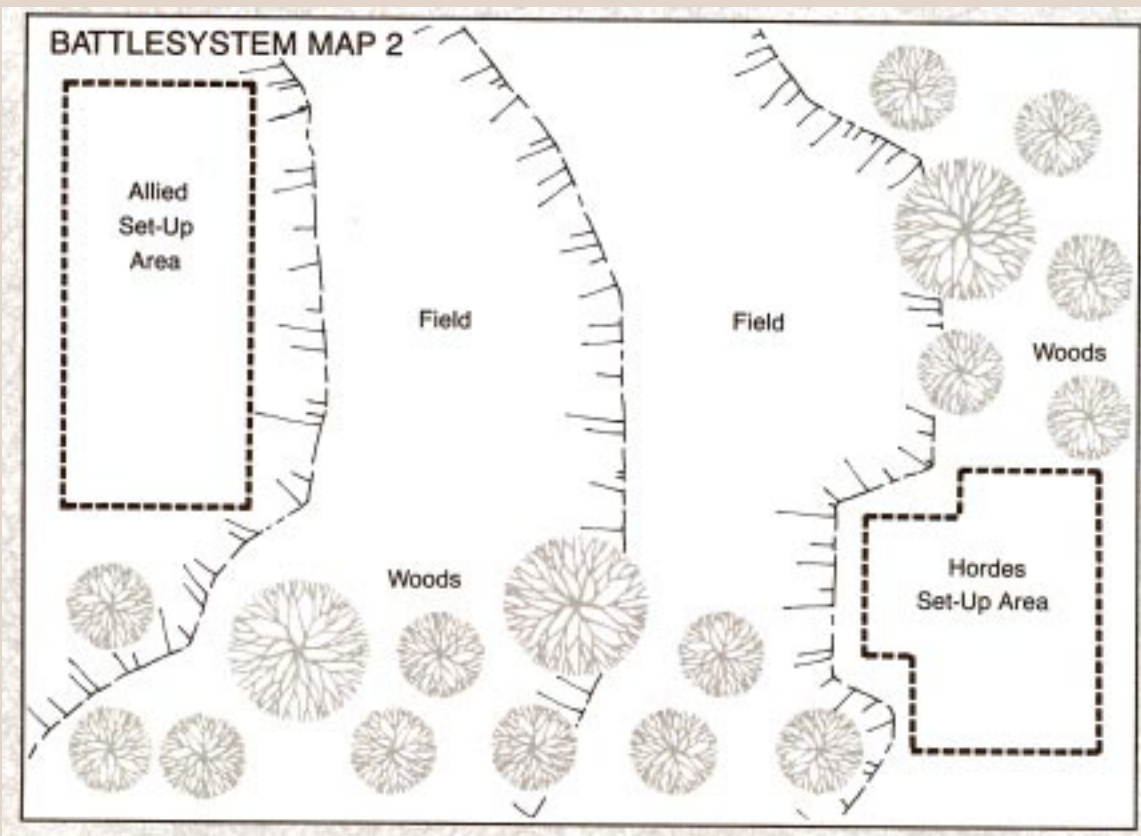 BATTLESYSTEM MAP 2
Allied
Set-Up
Area
Field
Field
Woods
Woods
Hordes
Set-Up Area